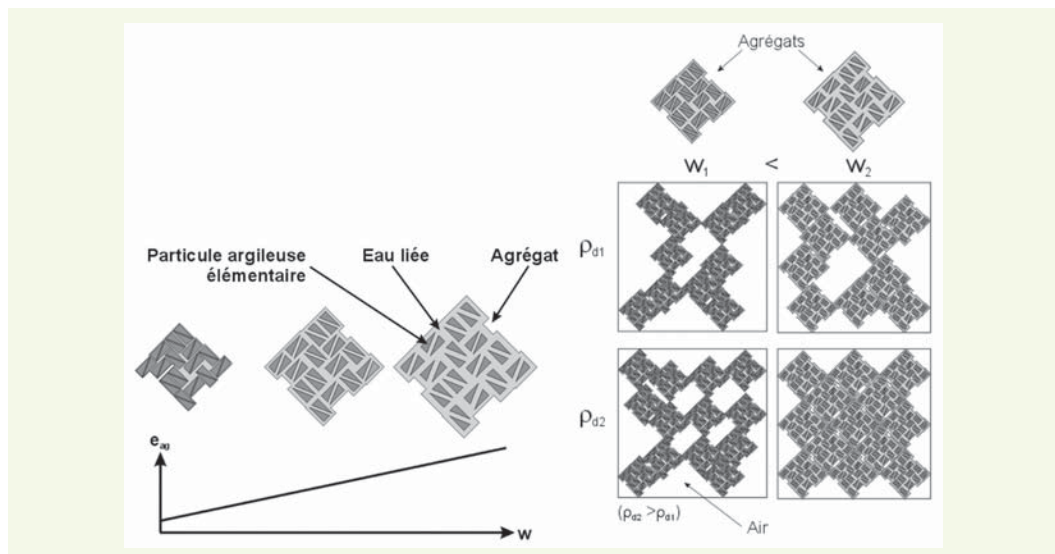 Agrégats
W₁ < W₂
Particule argileuse
élémentaire
Eau liée
Agrégat
ρd1
ρd2
eag
w
(ρd2 >ρd1)
Air